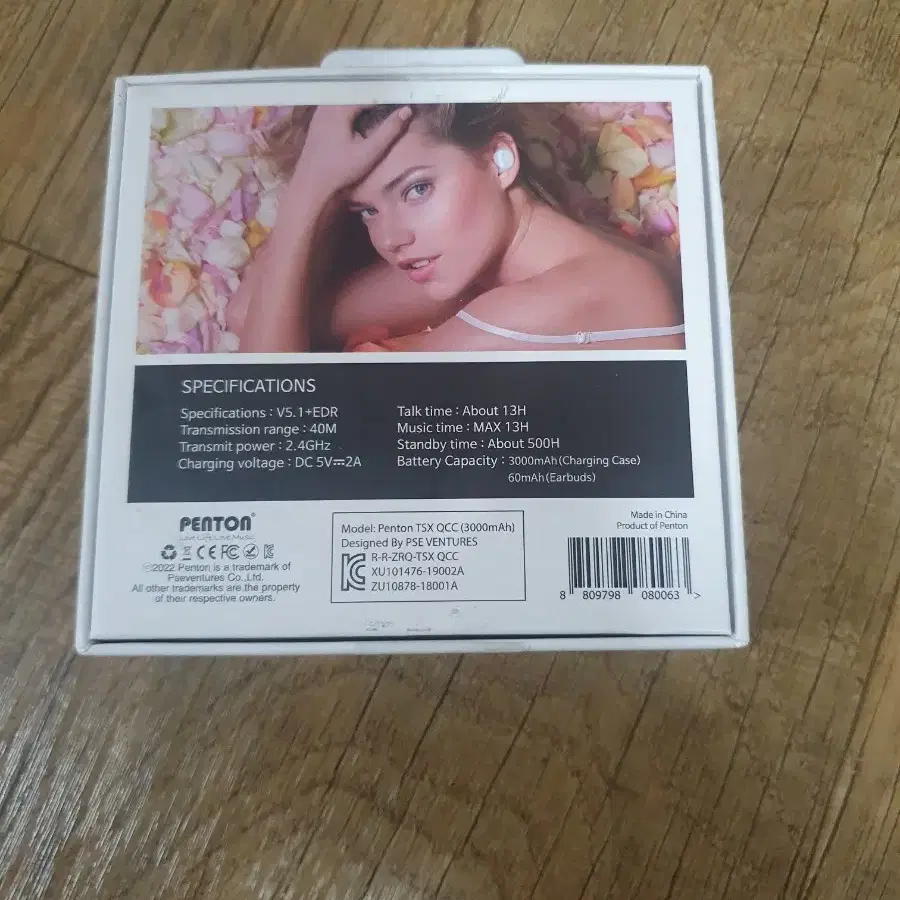 SPECIFICATIONS
Specifications : V5.1+EDR
Transmission range : 40M
Transmit power : 2.4GHz
Charging voltage : DC 5V⎓2A
Talk time : About 13H
Music time : MAX 13H
Standby time : About 500H
Battery Capacity : 3000mAh (Charging Case)
60mAh (Earbuds)
PENTON®
Love Life, Love Music
CE FC
©2022 Penton is a trademark of
Pseventures Co.,Ltd.
All other trademarks are the property
of their respective owners.
Model: Penton TSX QCC (3000mAh)
Designed By PSE VENTURES
R-R-ZRQ-TSX QCC
XU101476-19002A
ZU10878-18001A
Made in China
Product of Penton
8 809798 080063 >